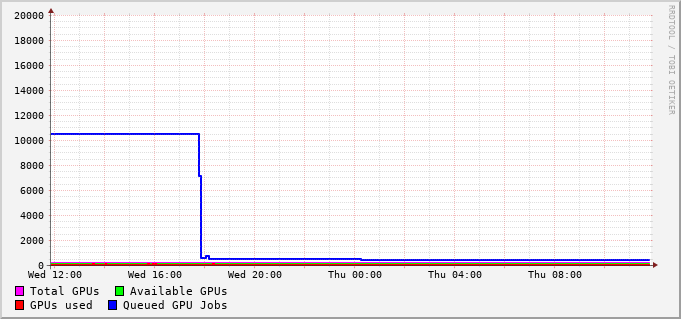 20000
18000
16000
14000
12000
10000
8000
6000
4000
2000
0
Wed 12:00 Wed 16:00 Wed 20:00 Thu 00:00 Thu 04:00 Thu 08:00
Total GPUs Available GPUs
GPUs used Queued GPU Jobs
RRDTOOL / TOBI OETIKER